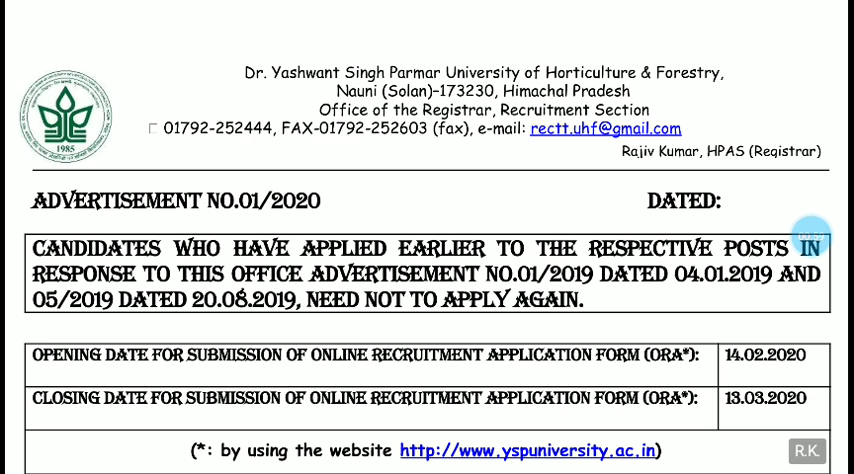 Dr. Yashwant Singh Parmar University of Horticulture & Forestry,
Nauni (Solan)-173230, Himachal Pradesh
Office of the Registrar, Recruitment Section
01792-252444, FAX-01792-252603 (fax), e-mail: rectt.uhf@gmail.com
Rajiv Kumar, HPAS (Registrar)
1985
ADVERTISEMENT NO.01/2020 DATED:
00:59
CANDIDATES WHO HAVE APPLIED EARLIER TO THE RESPECTIVE POSTS IN
RESPONSE TO THIS OFFICE ADVERTISEMENT NO.01/2019 DATED 04.01.2019 AND
05/2019 DATED 20.08.2019, NEED NOT TO APPLY AGAIN.
OPENING DATE FOR SUBMISSION OF ONLINE RECRUITMENT APPLICATION FORM (ORA*): 14.02.2020
CLOSING DATE FOR SUBMISSION OF ONLINE RECRUITMENT APPLICATION FORM (ORA*): 13.03.2020
(*: by using the website http://www.yspuniversity.ac.in)
R.K.